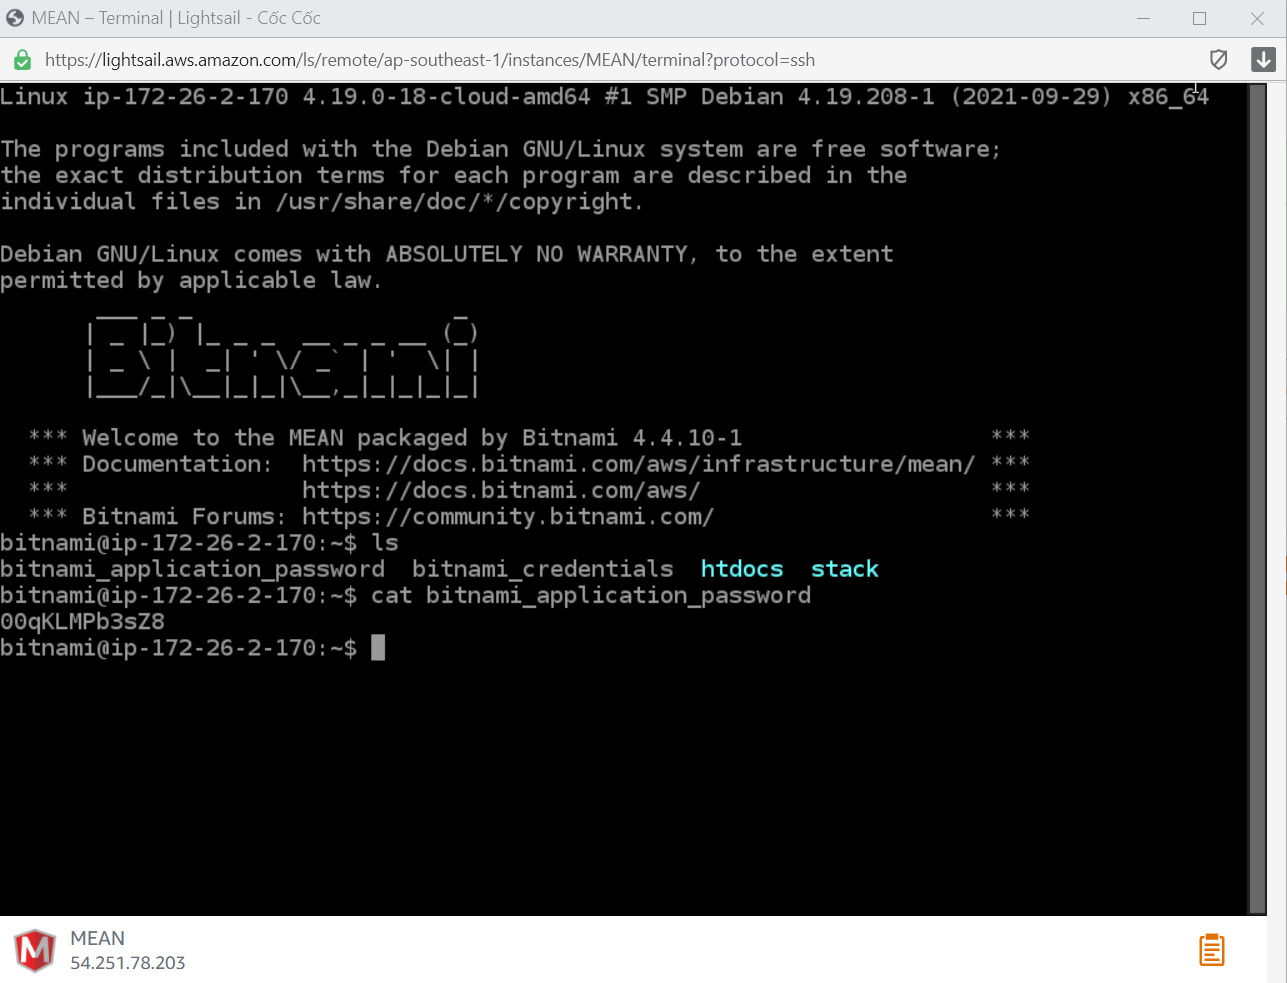 MEAN – Terminal | Lightsail - Cốc Cốc
https://lightsail.aws.amazon.com/ls/remote/ap-southeast-1/instances/MEAN/terminal?protocol=ssh
Linux ip-172-26-2-170 4.19.0-18-cloud-amd64 #1 SMP Debian 4.19.208-1 (2021-09-29) x86_64
The programs included with the Debian GNU/Linux system are free software;
the exact distribution terms for each program are described in the
individual files in /usr/share/doc/*/copyright.
Debian GNU/Linux comes with ABSOLUTELY NO WARRANTY, to the extent
permitted by applicable law.
Bitnami
*** Welcome to the MEAN packaged by Bitnami 4.4.10-1 ***
*** Documentation: https://docs.bitnami.com/aws/infrastructure/mean/ ***
*** https://docs.bitnami.com/aws/ ***
*** Bitnami Forums: https://community.bitnami.com/ ***
bitnami@ip-172-26-2-170:~$ ls
bitnami_application_password bitnami_credentials htdocs stack
bitnami@ip-172-26-2-170:~$ cat bitnami_application_password
00qKLMPb3sZ8
bitnami@ip-172-26-2-170:~$
M
MEAN
54.251.78.203